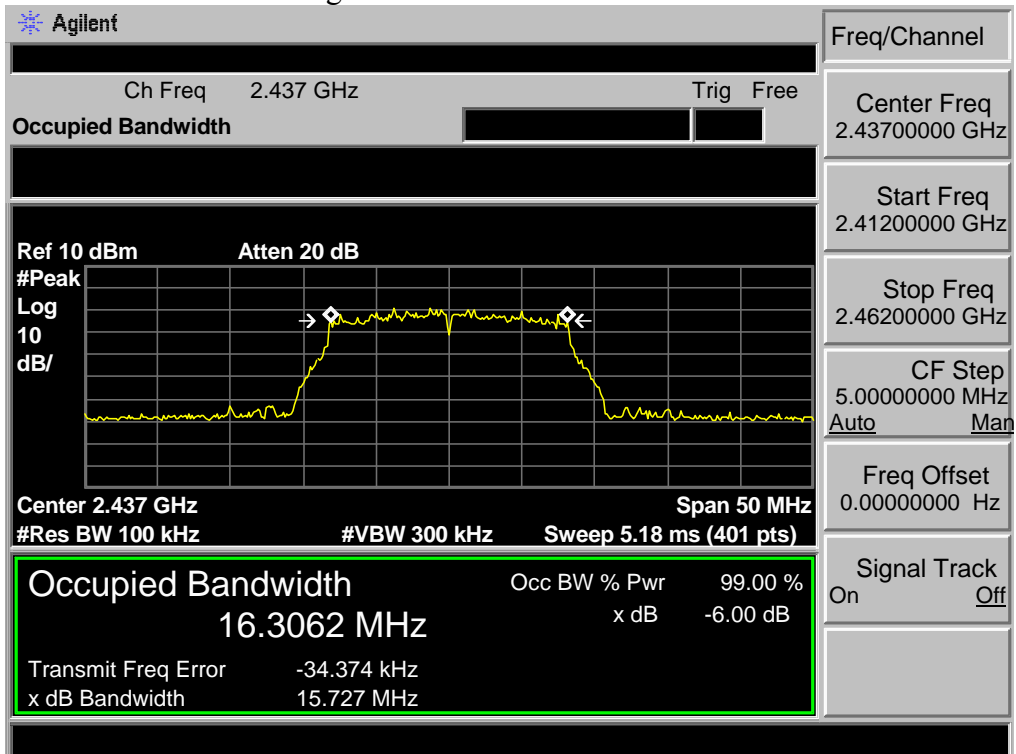 Agilent
Freq/Channel
Ch Freq 2.437 GHz Trig Free
Occupied Bandwidth
Center Freq
2.43700000 GHz
Start Freq
2.41200000 GHz
Ref 10 dBm Atten 20 dB
#Peak
Log
10
dB/
Stop Freq
2.46200000 GHz
CF Step
5.00000000 MHz
Auto Man
Freq Offset
0.00000000 Hz
Center 2.437 GHz Span 50 MHz
#Res BW 100 kHz #VBW 300 kHz Sweep 5.18 ms (401 pts)
Signal Track
On Off
Occupied Bandwidth Occ BW % Pwr 99.00 %
16.3062 MHz x dB -6.00 dB
Transmit Freq Error -34.374 kHz
x dB Bandwidth 15.727 MHz